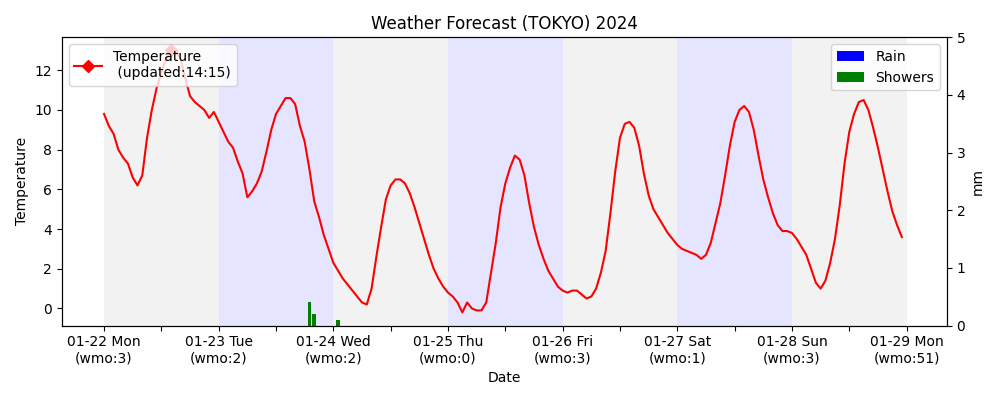 Weather Forecast (TOKYO) 2024
Temperature
(updated:14:15)
Rain
Showers
Temperature
12
10
8
6
4
2
0
5
4
3
2
1
0
mm
01-22 Mon
(wmo:3)
01-23 Tue
(wmo:2)
01-24 Wed
(wmo:2)
01-25 Thu
(wmo:0)
01-26 Fri
(wmo:3)
01-27 Sat
(wmo:1)
01-28 Sun
(wmo:3)
01-29 Mon
(wmo:51)
Date